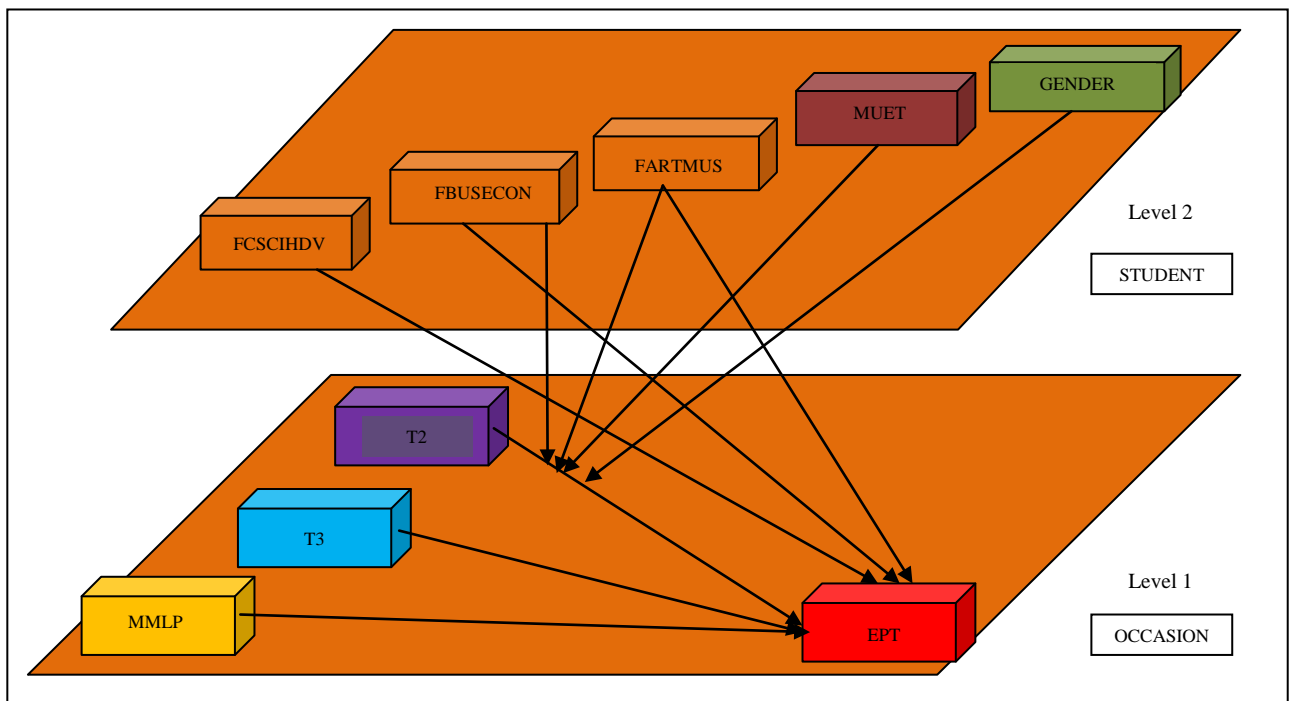 GENDER
MUET
FARTMUS
FBUSECON
FCSCIHDV
Level 2
STUDENT
T2
T3
MMLP
EPT
Level 1
OCCASION